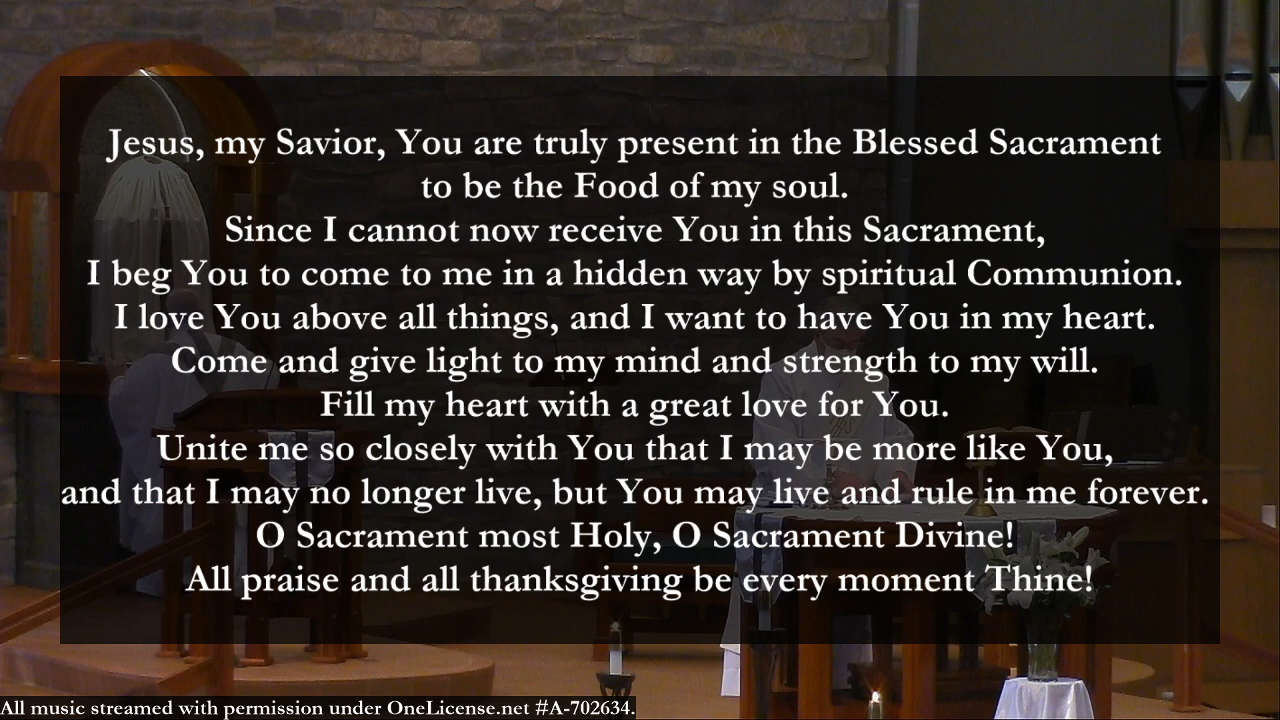 Jesus, my Savior, You are truly present in the Blessed Sacrament
to be the Food of my soul.
Since I cannot now receive You in this Sacrament,
I beg You to come to me in a hidden way by spiritual Communion.
I love You above all things, and I want to have You in my heart.
Come and give light to my mind and strength to my will.
Fill my heart with a great love for You.
Unite me so closely with You that I may be more like You,
and that I may no longer live, but You may live and rule in me forever.
O Sacrament most Holy, O Sacrament Divine!
All praise and all thanksgiving be every moment Thine!
All music streamed with permission under OneLicense.net #A-702634.